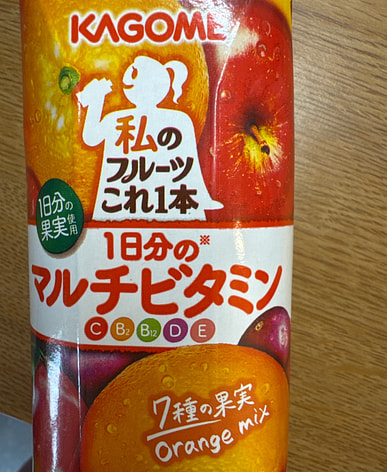 KAGOME
私の
フルーツ
これ1本
1日分の
果実使用
1日分の※
マルチビタミン
C B2 B12 D E
7種の果実
Orange mix